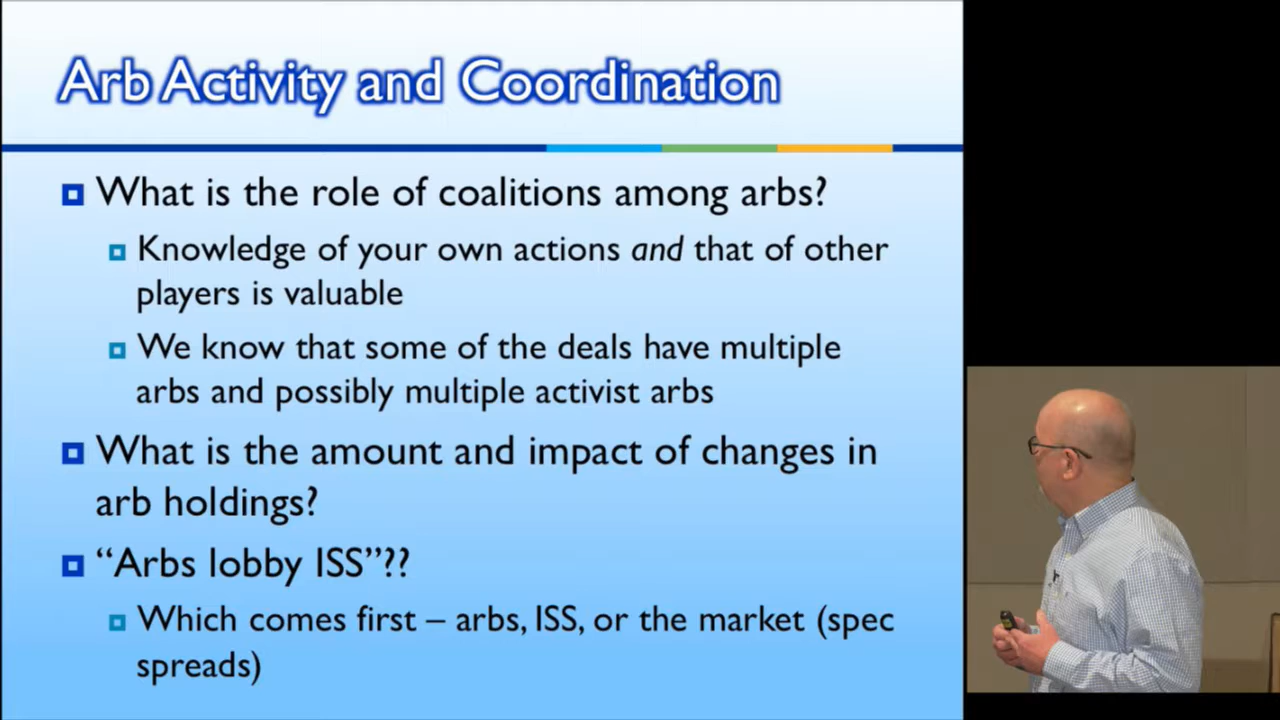 Arb Activity and Coordination
What is the role of coalitions among arbs?
Knowledge of your own actions and that of other
players is valuable
We know that some of the deals have multiple
arbs and possibly multiple activist arbs
What is the amount and impact of changes in
arb holdings?
“Arbs lobby ISS”??
Which comes first – arbs, ISS, or the market (spec
spreads)